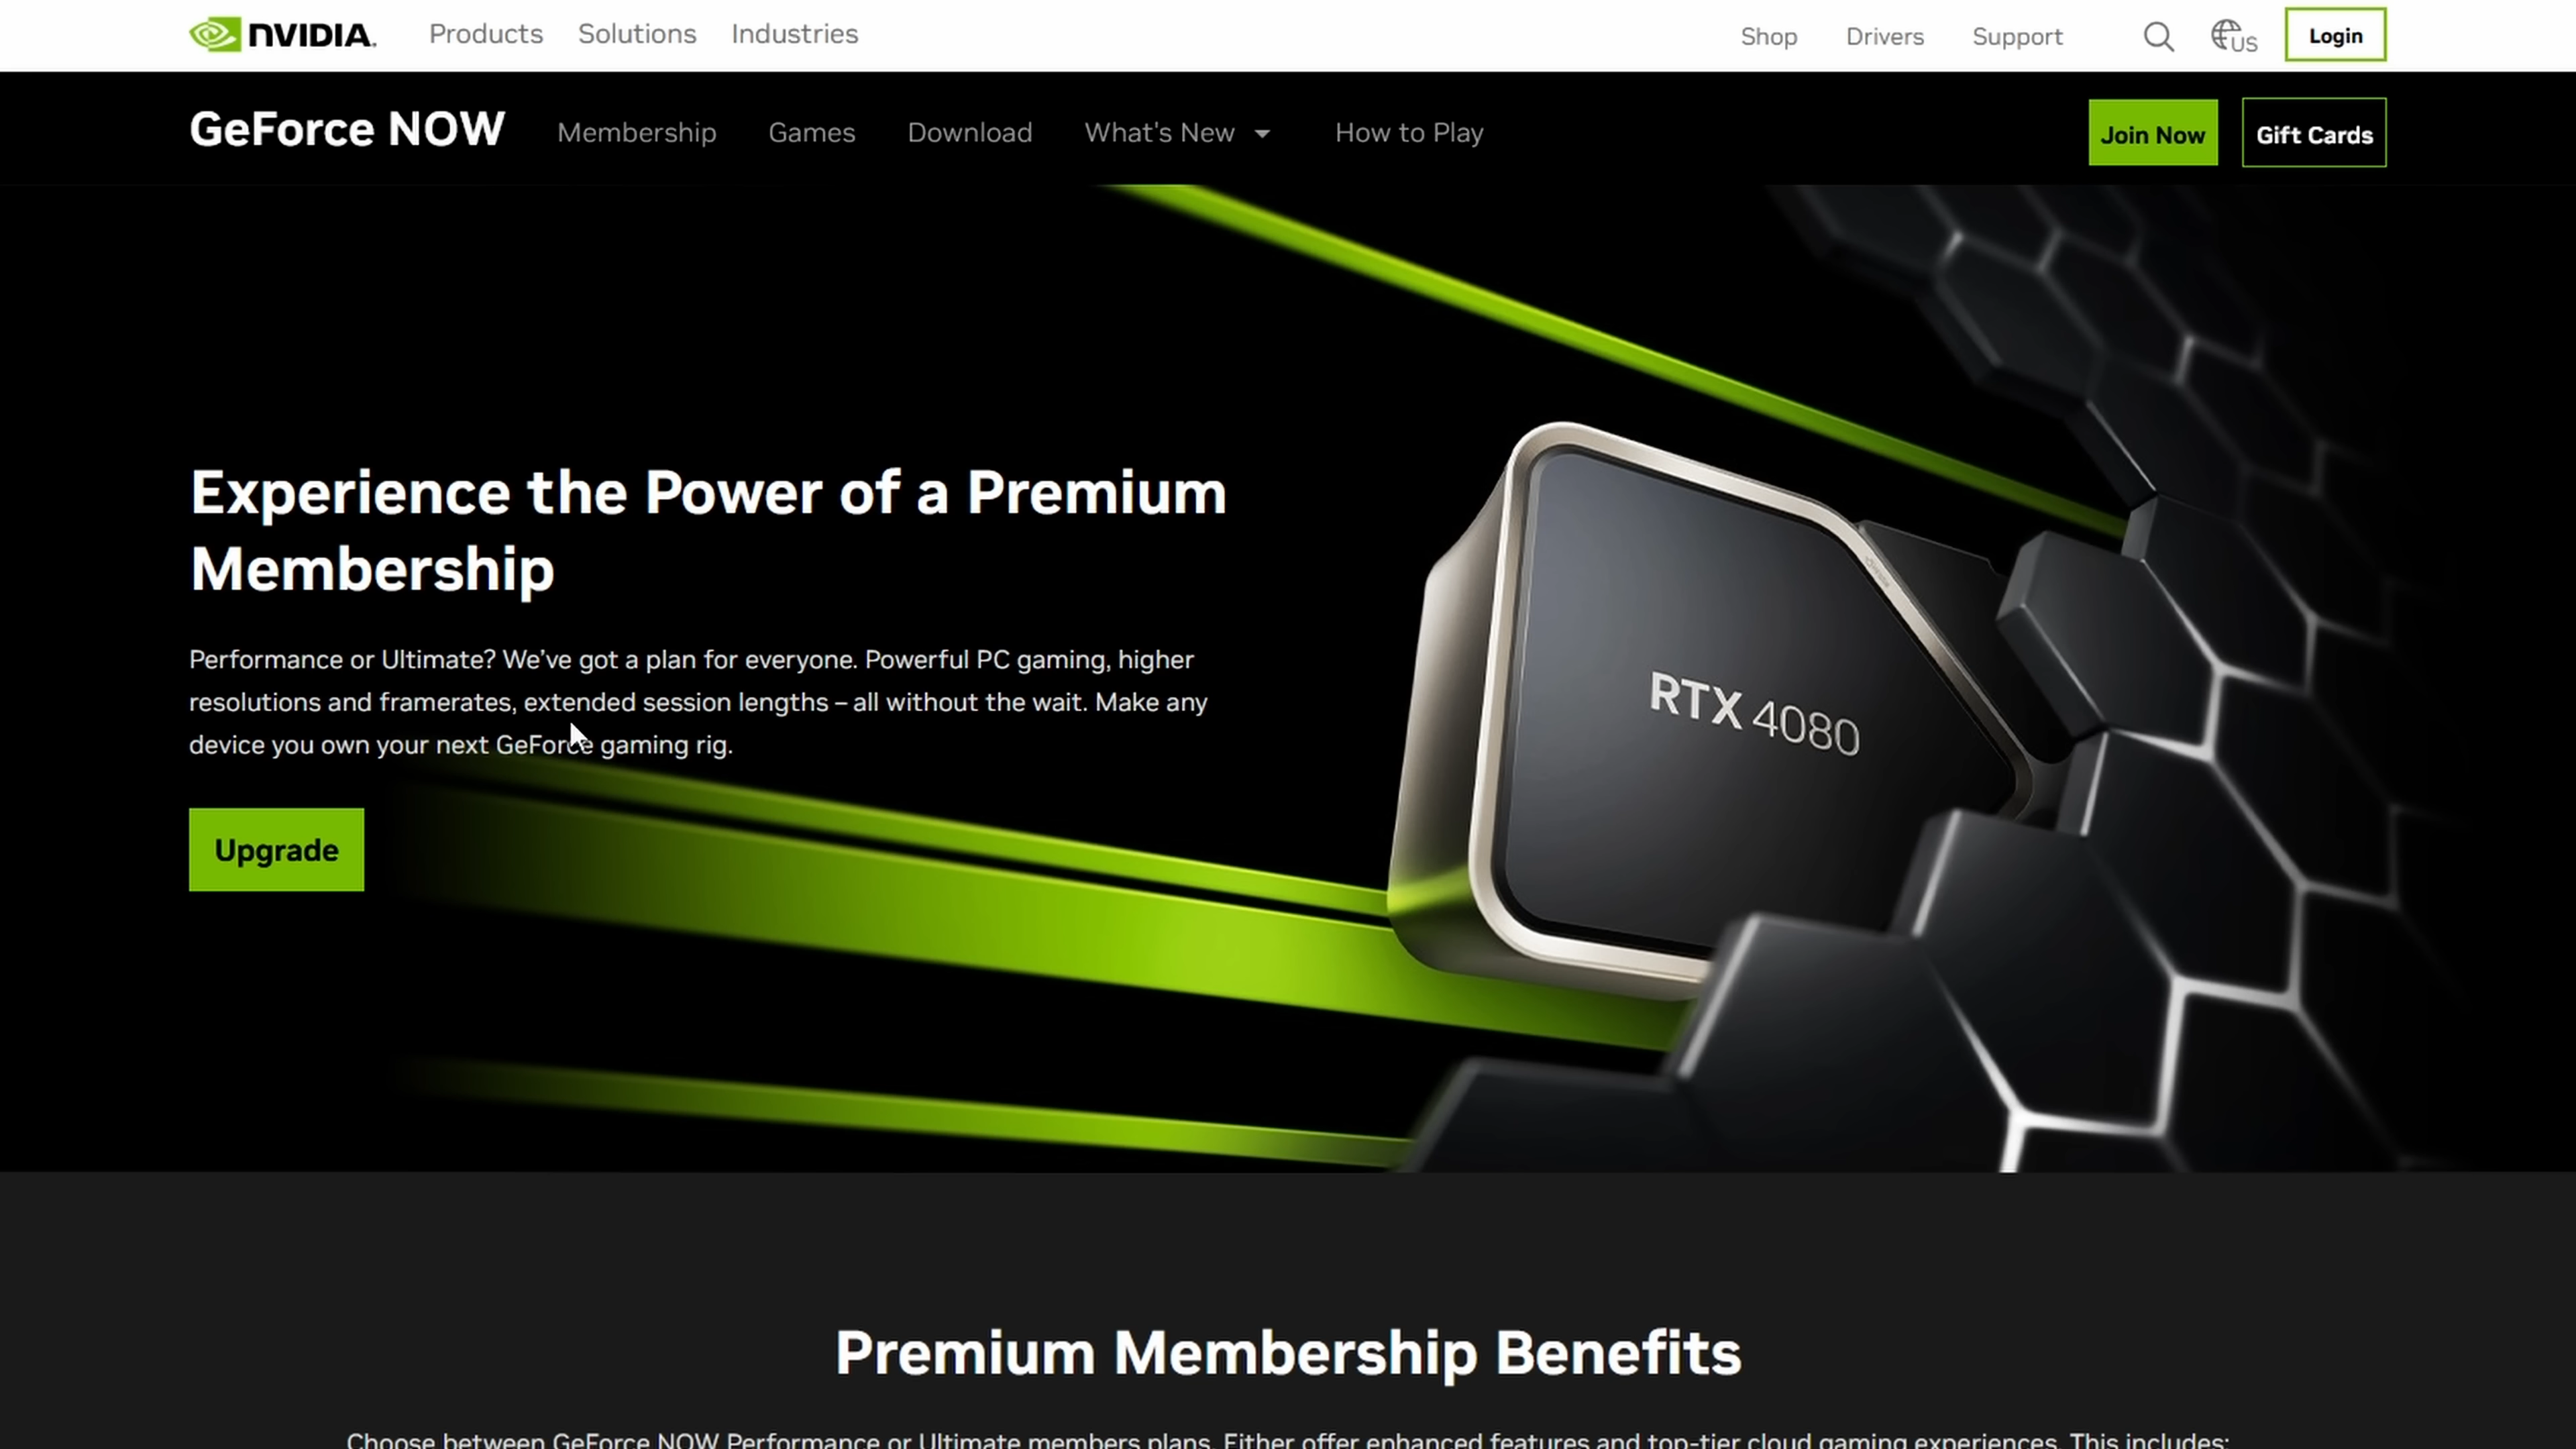 NVIDIA.
Products Solutions Industries
Shop Drivers Support US Login
GeForce NOW Membership Games Download What's New How to Play
Join Now Gift Cards
Experience the Power of a Premium
Membership
Performance or Ultimate? We’ve got a plan for everyone. Powerful PC gaming, higher
resolutions and framerates, extended session lengths – all without the wait. Make any
device you own your next GeForce gaming rig.
Upgrade
RTX 4080
Premium Membership Benefits
Choose between GeForce NOW Performance or Ultimate members plans. Either offer enhanced features and top-tier cloud gaming experiences. This includes: